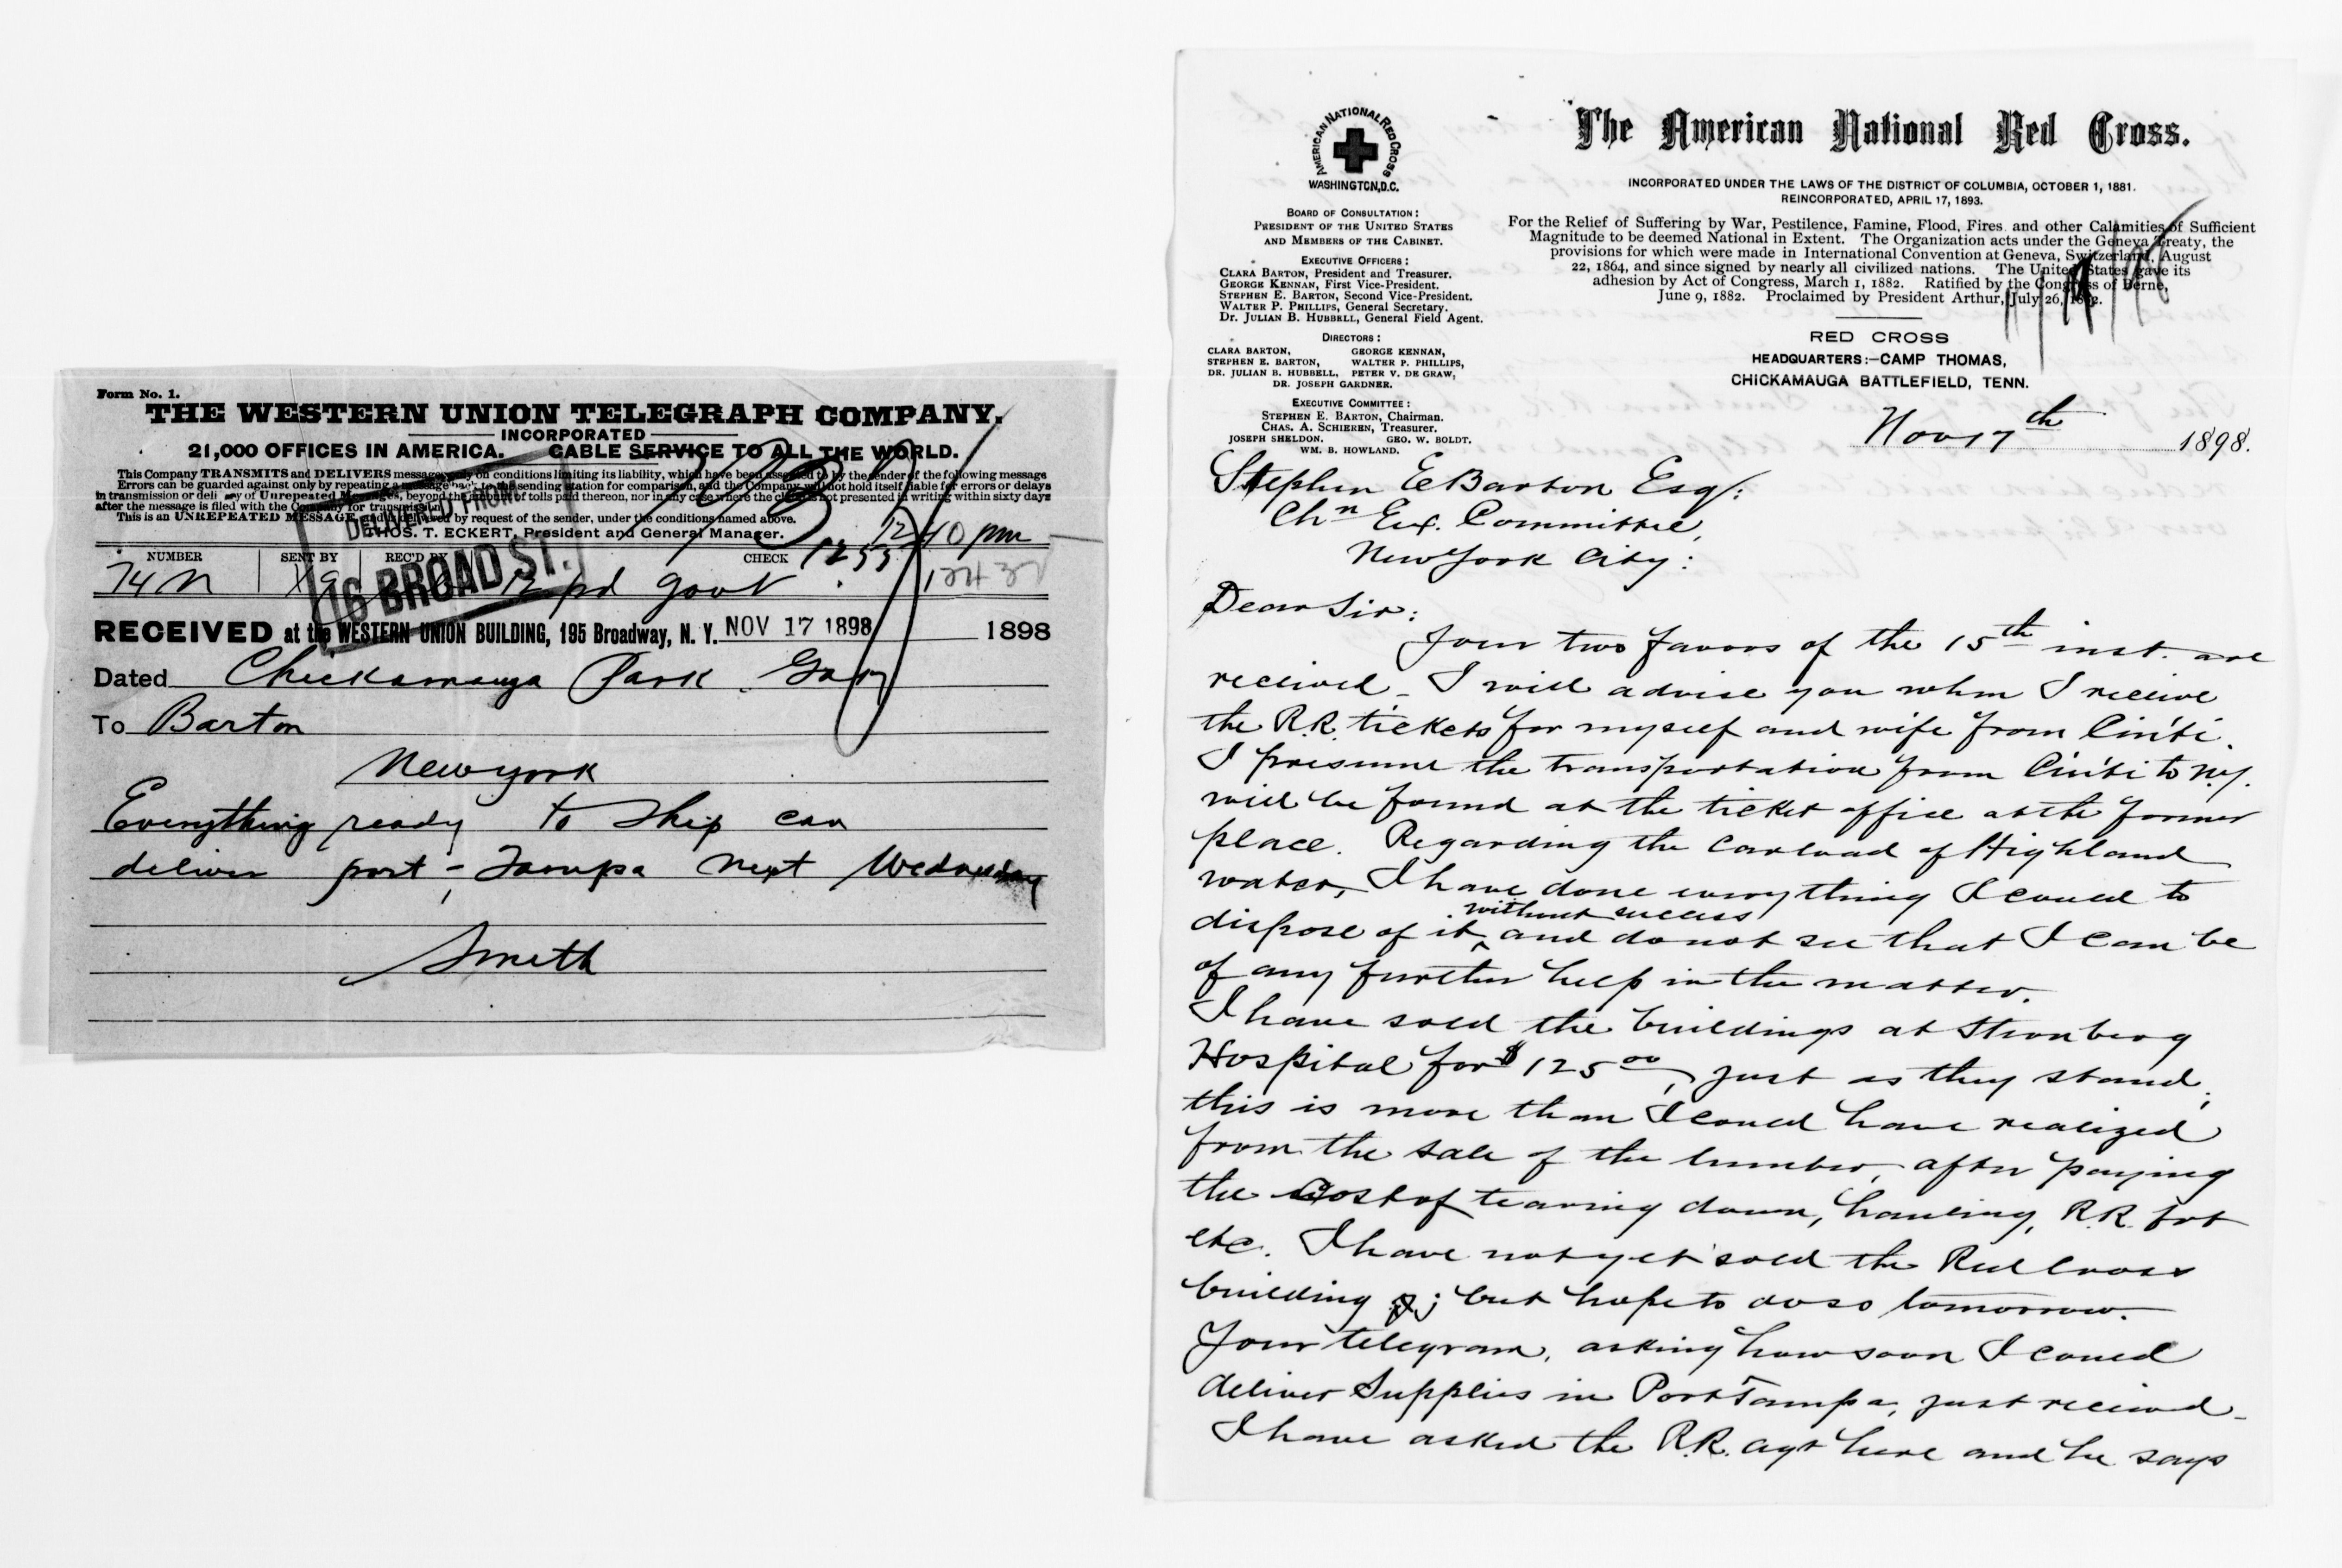 Form No. 1.
THE WESTERN UNION TELEGRAPH COMPANY.
INCORPORATED
21,000 OFFICES IN AMERICA. CABLE SERVICE TO ALL THE WORLD.
This Company TRANSMITS and DELIVERS messages only on conditions limiting its liability, which have been assented to by the sender of the following message
Errors can be guarded against only by repeating a message back to the sending station for comparison, and the Company will not hold itself liable for errors or delays
in transmission or delivery of Unrepeated Messages, beyond the amount of tolls paid thereon, nor in any case where the claim is not presented in writing within sixty days
after the message is filed with the Company for transmission.
This is an UNREPEATED MESSAGE, and is delivered by request of the sender, under the conditions named above.
THOS. T. ECKERT, President and General Manager.
DELIVERED FROM
16 BROAD ST.
1253
1240 pm
NUMBER SENT BY REC'D BY CHECK
74 N 12 pd Govt
RECEIVED at the WESTERN UNION BUILDING, 195 Broadway, N. Y. NOV 17 1898 1898
Dated Chickamauga Park Ga 17
To Barton
New York
Everything ready to ship can
deliver port - Tampa next Wednesday
Smith
AMERICAN NATIONAL RED CROSS
WASHINGTON, D.C.
The American National Red Cross.
INCORPORATED UNDER THE LAWS OF THE DISTRICT OF COLUMBIA, OCTOBER 1, 1881.
REINCORPORATED, APRIL 17, 1893.
For the Relief of Suffering by War, Pestilence, Famine, Flood, Fires and other Calamities of Sufficient
Magnitude to be deemed National in Extent. The Organization acts under the Geneva Treaty, the
provisions for which were made in International Convention at Geneva, Switzerland, August
22, 1864, and since signed by nearly all civilized nations. The United States gave its
adhesion by Act of Congress, March 1, 1882. Ratified by the Congress of Berne,
June 9, 1882. Proclaimed by President Arthur, July 26, 1882.
BOARD OF CONSULTATION:
PRESIDENT OF THE UNITED STATES
AND MEMBERS OF THE CABINET.
EXECUTIVE OFFICERS:
CLARA BARTON, President and Treasurer.
GEORGE KENNAN, First Vice-President.
STEPHEN E. BARTON, Second Vice-President.
WALTER P. PHILLIPS, General Secretary.
Dr. JULIAN B. HUBBELL, General Field Agent.
DIRECTORS:
CLARA BARTON, GEORGE KENNAN,
STEPHEN E. BARTON, WALTER P. PHILLIPS,
DR. JULIAN B. HUBBELL, PETER V. DE GRAW,
DR. JOSEPH GARDNER.
EXECUTIVE COMMITTEE:
STEPHEN E. BARTON, Chairman.
CHAS. A. SCHIEREN, Treasurer.
JOSEPH SHELDON. GEO. W. BOLDT.
WM. B. HOWLAND.
RED CROSS
HEADQUARTERS:—CAMP THOMAS,
CHICKAMAUGA BATTLEFIELD, TENN.
Nov 17th 1898.
Stephen E Barton Esq:
Chn Ex. Committee,
New York City:
Dear Sir:
Your two favors of the 15th inst. are
received - I will advise you when I receive
the R.R. tickets for myself and wife from Cin'ti.
I presume the transportation from Cin'ti to N.Y.
will be found at the ticket office at the former
place. Regarding the carload of Highland
water, I have done everything I could to
dispose of it without success and do not see that I can be
of any further help in the matter.
I have sold the buildings at Sternberg
Hospital for $125.00, just as they stand,
this is more than I could have realized
from the sale of the lumber, after paying
the cost of tearing down, hauling, R.R. frt
etc. I have not yet sold the Red Cross
building; but hope to do so tomorrow.
Your telegram, asking how soon I could
deliver Supplies in Port Tampa, just received -
I have asked the R.R. agt here and he says